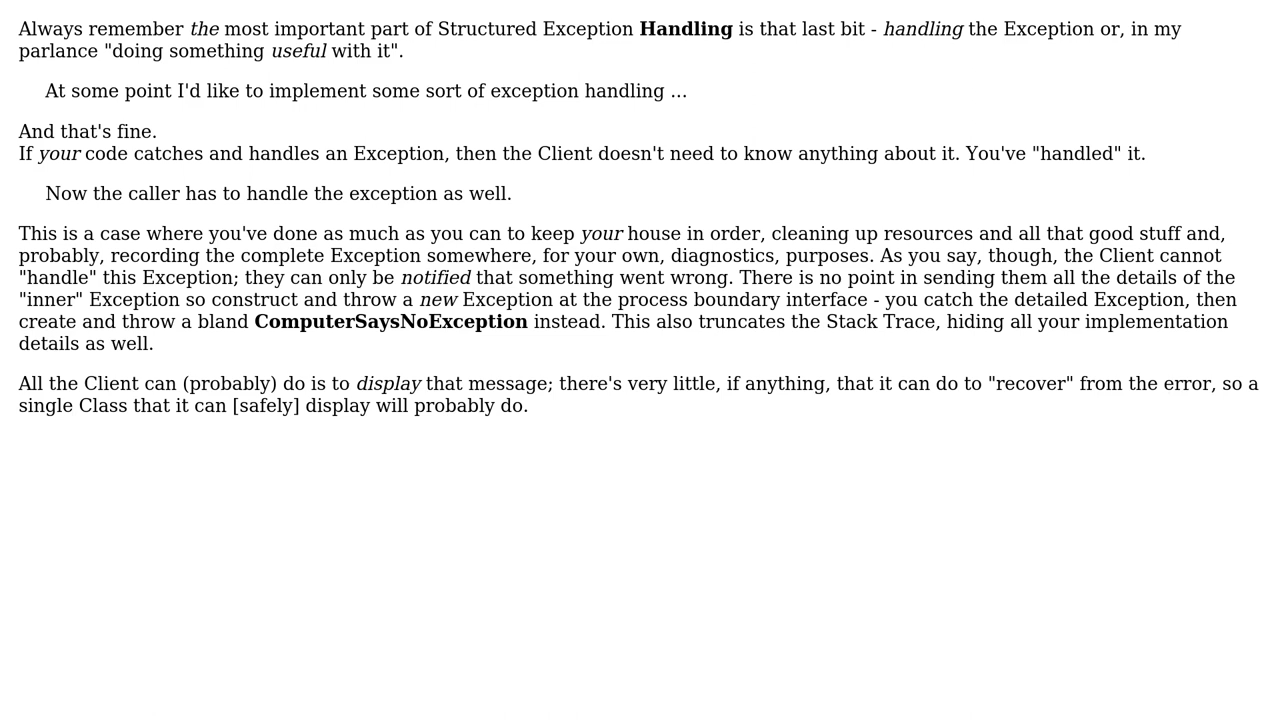 Always remember the most important part of Structured Exception Handling is that last bit - handling the Exception or, in my
parlance "doing something useful with it".
At some point I'd like to implement some sort of exception handling ...
And that's fine.
If your code catches and handles an Exception, then the Client doesn't need to know anything about it. You've "handled" it.
Now the caller has to handle the exception as well.
This is a case where you've done as much as you can to keep your house in order, cleaning up resources and all that good stuff and,
probably, recording the complete Exception somewhere, for your own, diagnostics, purposes. As you say, though, the Client cannot
"handle" this Exception; they can only be notified that something went wrong. There is no point in sending them all the details of the
"inner" Exception so construct and throw a new Exception at the process boundary interface - you catch the detailed Exception, then
create and throw a bland ComputerSaysNoException instead. This also truncates the Stack Trace, hiding all your implementation
details as well.
All the Client can (probably) do is to display that message; there's very little, if anything, that it can do to "recover" from the error, so a
single Class that it can [safely] display will probably do.